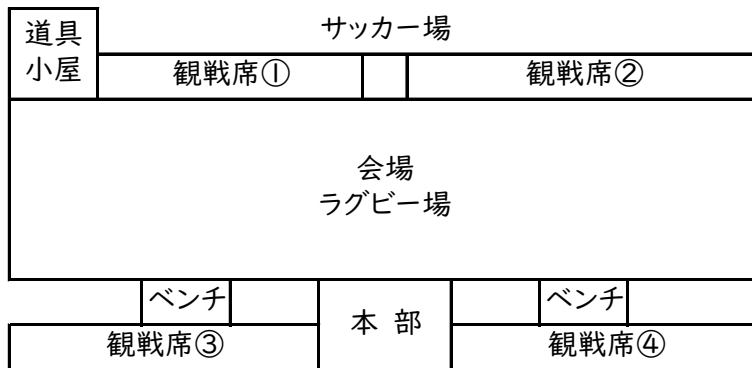 道具
小屋
サッカー場
観戦席①
観戦席②
会場
ラグビー場
ベンチ
ベンチ
本 部
観戦席③
観戦席④